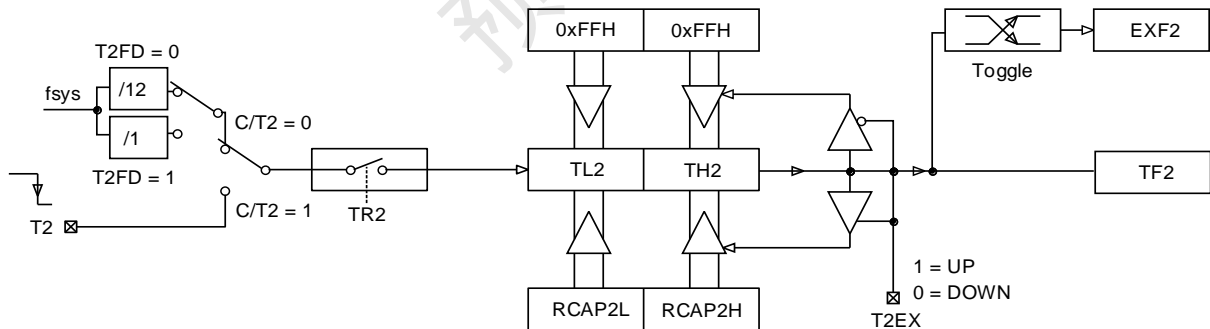 预
0xFFH 0xFFH
EXF2
T2FD = 0
Toggle
/12
fsys
C/T2 = 0
/1
TL2 TH2
TF2
T2FD = 1
C/T2 = 1
TR2
T2
1 = UP
0 = DOWN
RCAP2L RCAP2H
T2EX